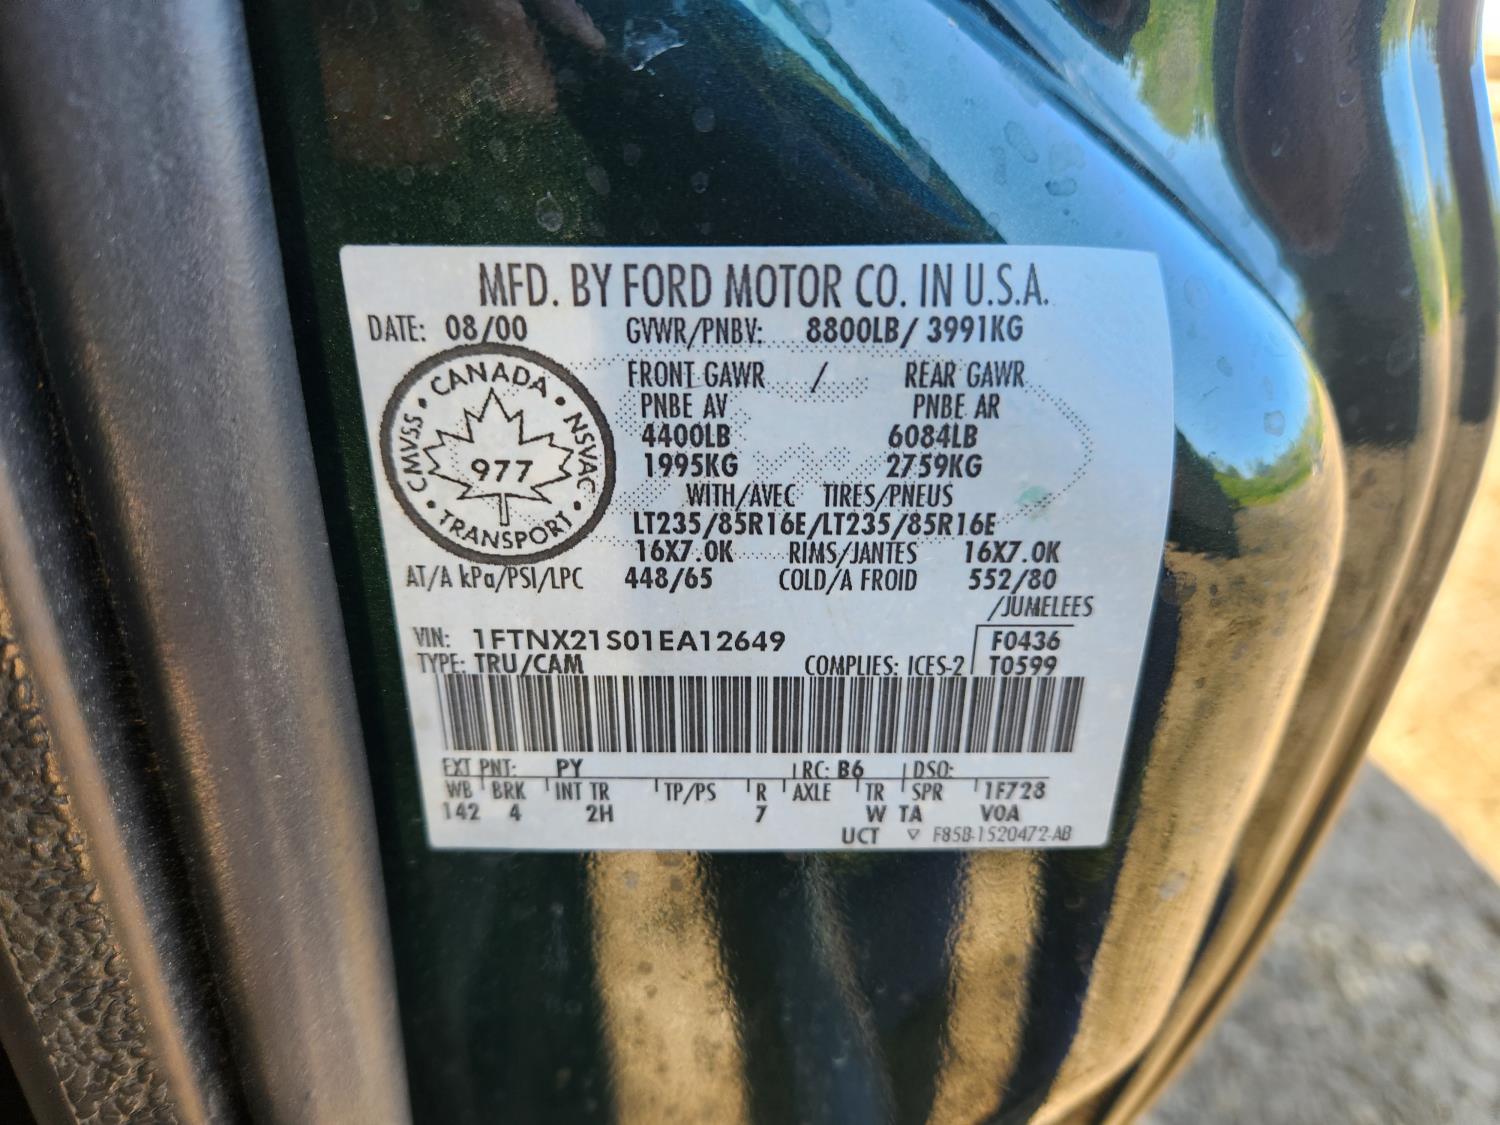 MFD. BY FORD MOTOR CO. IN U.S.A.
DATE: 08/00 GVWR/PNBV: 8800LB/ 3991KG
CANADA
CMVSS NSVAC
977
TRANSPORT
FRONT GAWR / REAR GAWR
PNBE AV PNBE AR
4400LB 6084LB
1995KG 2759KG
WITH/AVEC TIRES/PNEUS
LT235/85R16E/LT235/85R16E
16X7.0K RIMS/JANTES 16X7.0K
AT/A kPa/PSI/LPC 448/65 COLD/A FROID 552/80
/JUMELEES
VIN: 1FTNX21S01EA12649 F0436
TYPE: TRU/CAM COMPLIES: ICES-2 T0599
EXT PNT: PY RC: B6 DSO:
WB BRK INT TR TP/PS R AXLE TR SPR 1F728
142 4 2H 7 W TA V0A
UCT F85B-1520472-AB